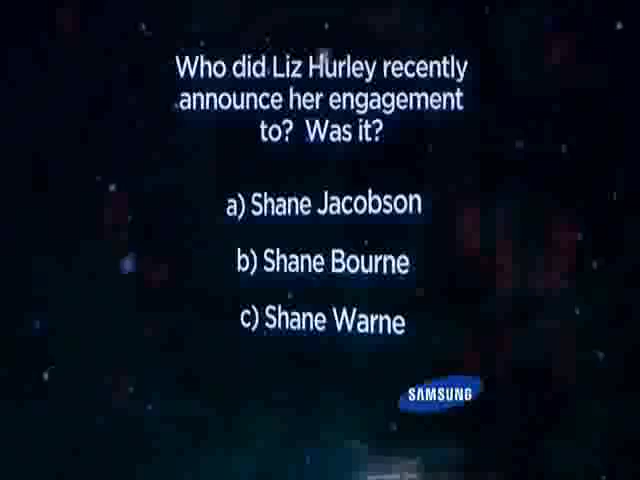 Who did Liz Hurley recently
announce her engagement
to? Was it?
a) Shane Jacobson
b) Shane Bourne
c) Shane Warne
SAMSUNG